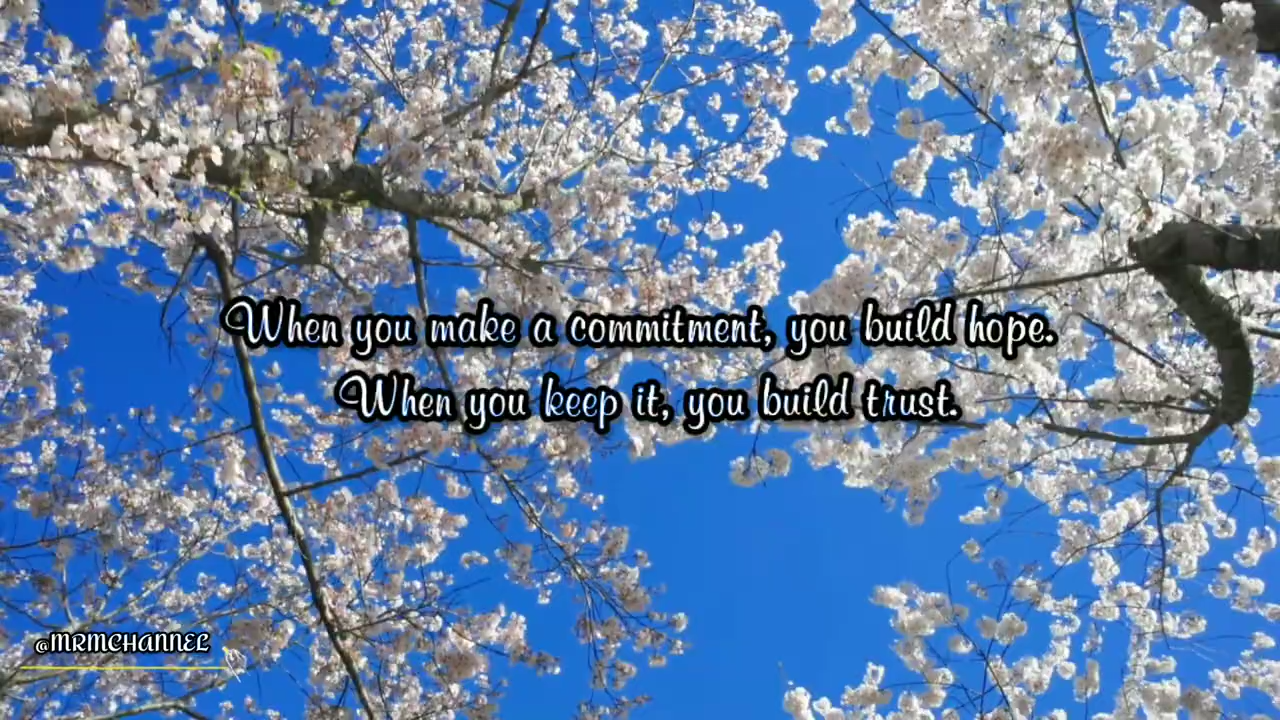 When you make a commitment, you build hope.
When you keep it, you build trust.
@MRMCHANNEL